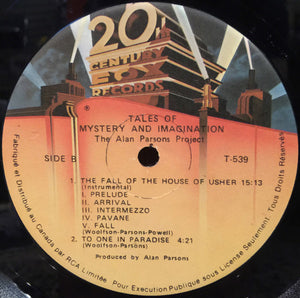 20th
CENTURY
FOX
RECORDS
TALES OF
MYSTERY AND IMAGINATION
The Alan Parsons Project
SIDE B
T-539
1. THE FALL OF THE HOUSE OF USHER 15:13
(Instrumental)
I. PRELUDE
II. ARRIVAL
III. INTERMEZZO
IV. PAVANE
V. FALL
(Woolfson-Parsons-Powell)
2. TO ONE IN PARADISE 4:21
(Woolfson-Parsons)
Produced by Alan Parsons
Fabriqué et Distribué au Canada par RCA Limitée. Pour Execution Publique sous License Seulement. Tous Droits Réservés